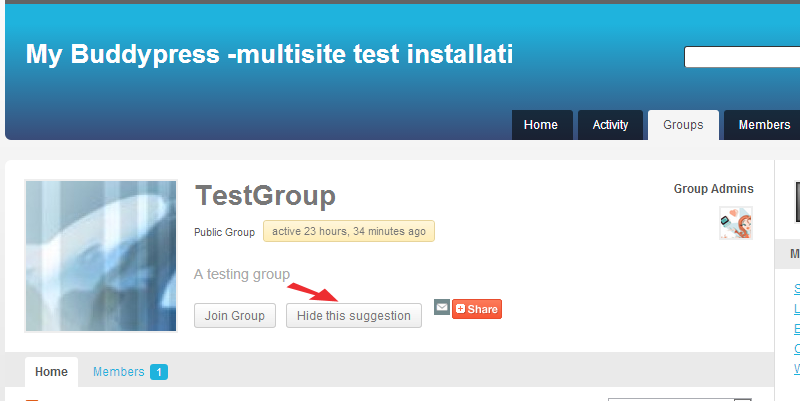 My Buddypress -multisite test installati
Home
Activity
Groups
Members
TestGroup
Group Admins
Public Group
active 23 hours, 34 minutes ago
A testing group
Join Group
Hide this suggestion
Share
Home
Members 1